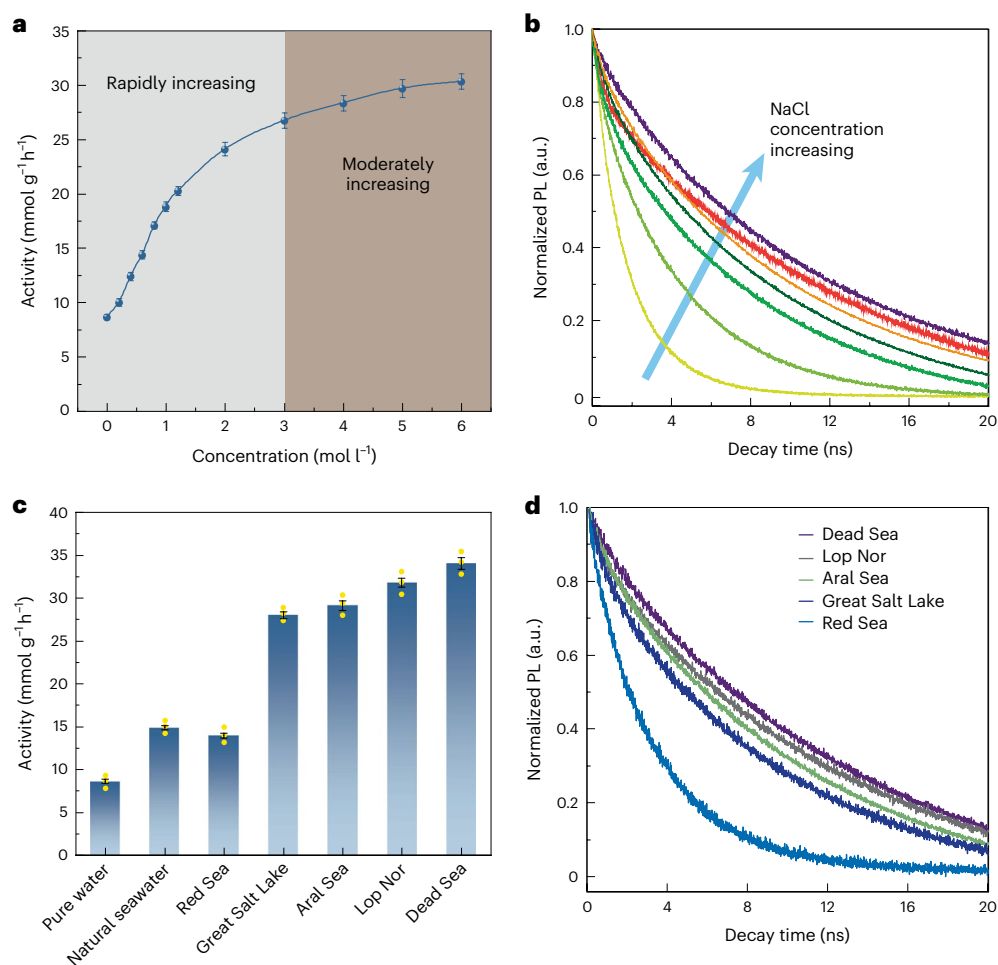 a
35
30
25
20
15
10
5
0
Activity (mmol g⁻¹ h⁻¹)
Rapidly increasing
Moderately
increasing
0
1
2
3
4
5
6
Concentration (mol l⁻¹)
b
1.0
0.8
0.6
0.4
0.2
0
Normalized PL (a.u.)
NaCl
concentration
increasing
0
4
8
12
16
20
Decay time (ns)
c
40
35
30
25
20
15
10
5
0
Activity (mmol g⁻¹ h⁻¹)
Pure water
Natural seawater
Red Sea
Great Salt Lake
Aral Sea
Lop Nor
Dead Sea
d
1.0
0.8
0.6
0.4
0.2
0
Normalized PL (a.u.)
Dead Sea
Lop Nor
Aral Sea
Great Salt Lake
Red Sea
0
4
8
12
16
20
Decay time (ns)